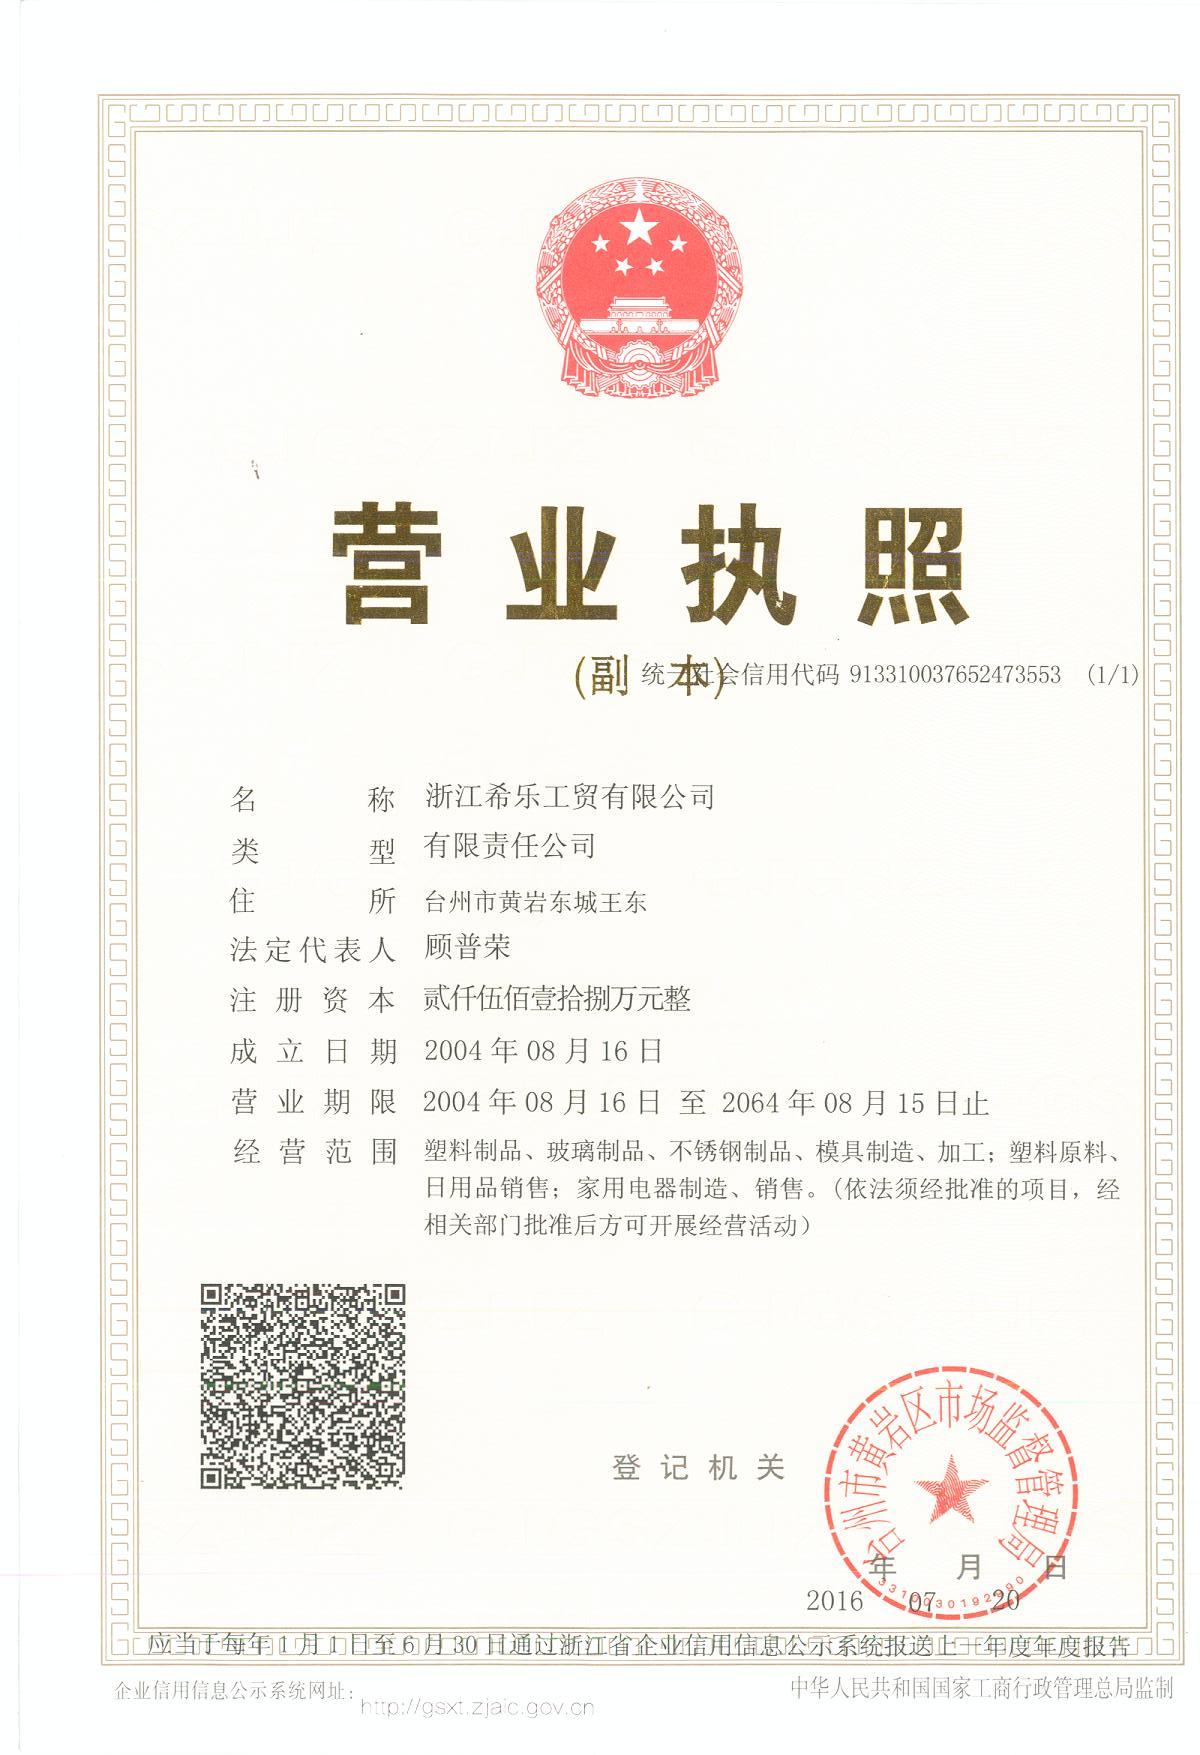 营业执照
(副 本) 统一社会信用代码 913310037652473553 (1/1)
名 称 浙江希乐工贸有限公司
类 型 有限责任公司
住 所 台州市黄岩东城王东
法定代表人 顾普荣
注册资本 贰仟伍佰壹拾捌万元整
成立日期 2004年08月16日
营业期限 2004年08月16日 至 2064年08月15日止
经营范围 塑料制品、玻璃制品、不锈钢制品、模具制造、加工；塑料原料、
日用品销售；家用电器制造、销售。（依法须经批准的项目，经
相关部门批准后方可开展经营活动）
登记机关
台州市黄岩区市场监督管理局
年 月 日
2016 07 20
应当于每年1月1日至6月30日通过浙江省企业信用信息公示系统报送上一年度年度报告
企业信用信息公示系统网址： http://gsxt.zjaic.gov.cn
中华人民共和国国家工商行政管理总局监制